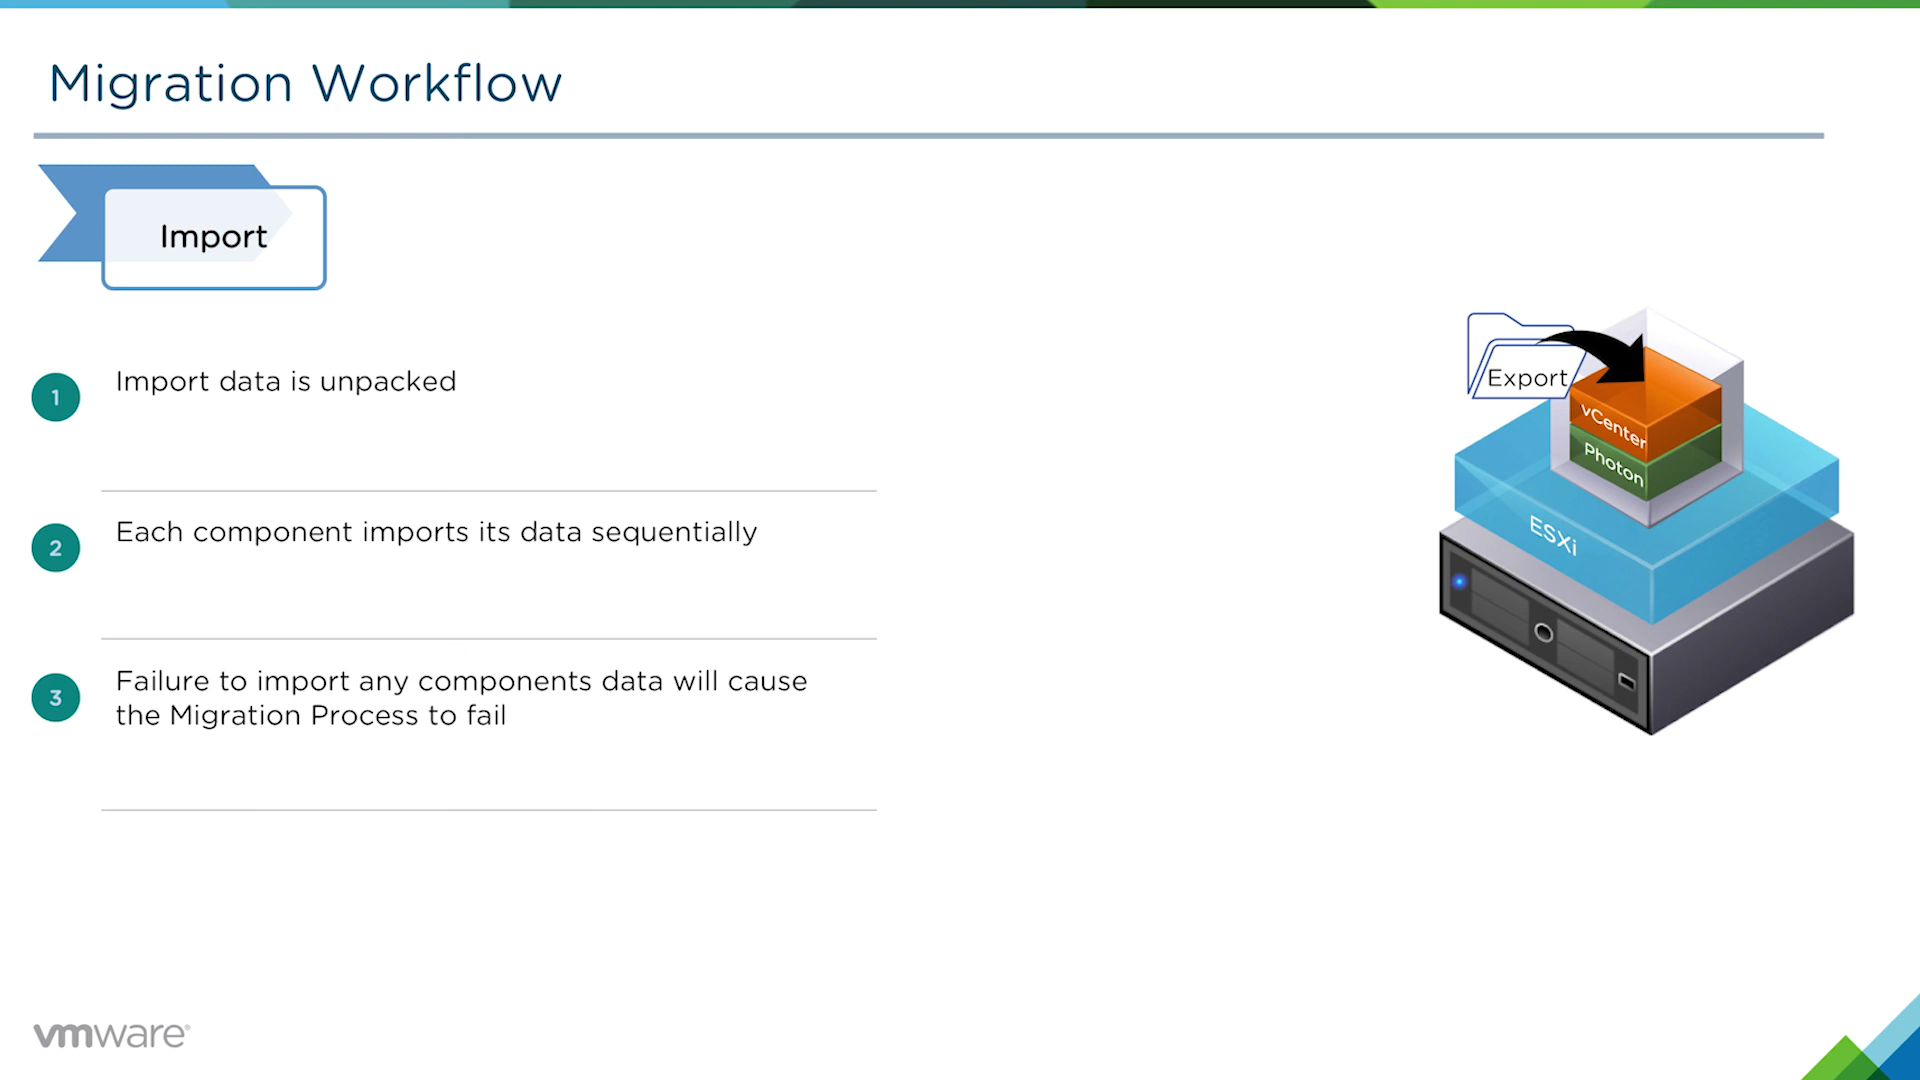 Migration Workflow
Import
1
Import data is unpacked
2
Each component imports its data sequentially
3
Failure to import any components data will cause
the Migration Process to fail
Export
vCenter
Photon
ESXi
vmware®